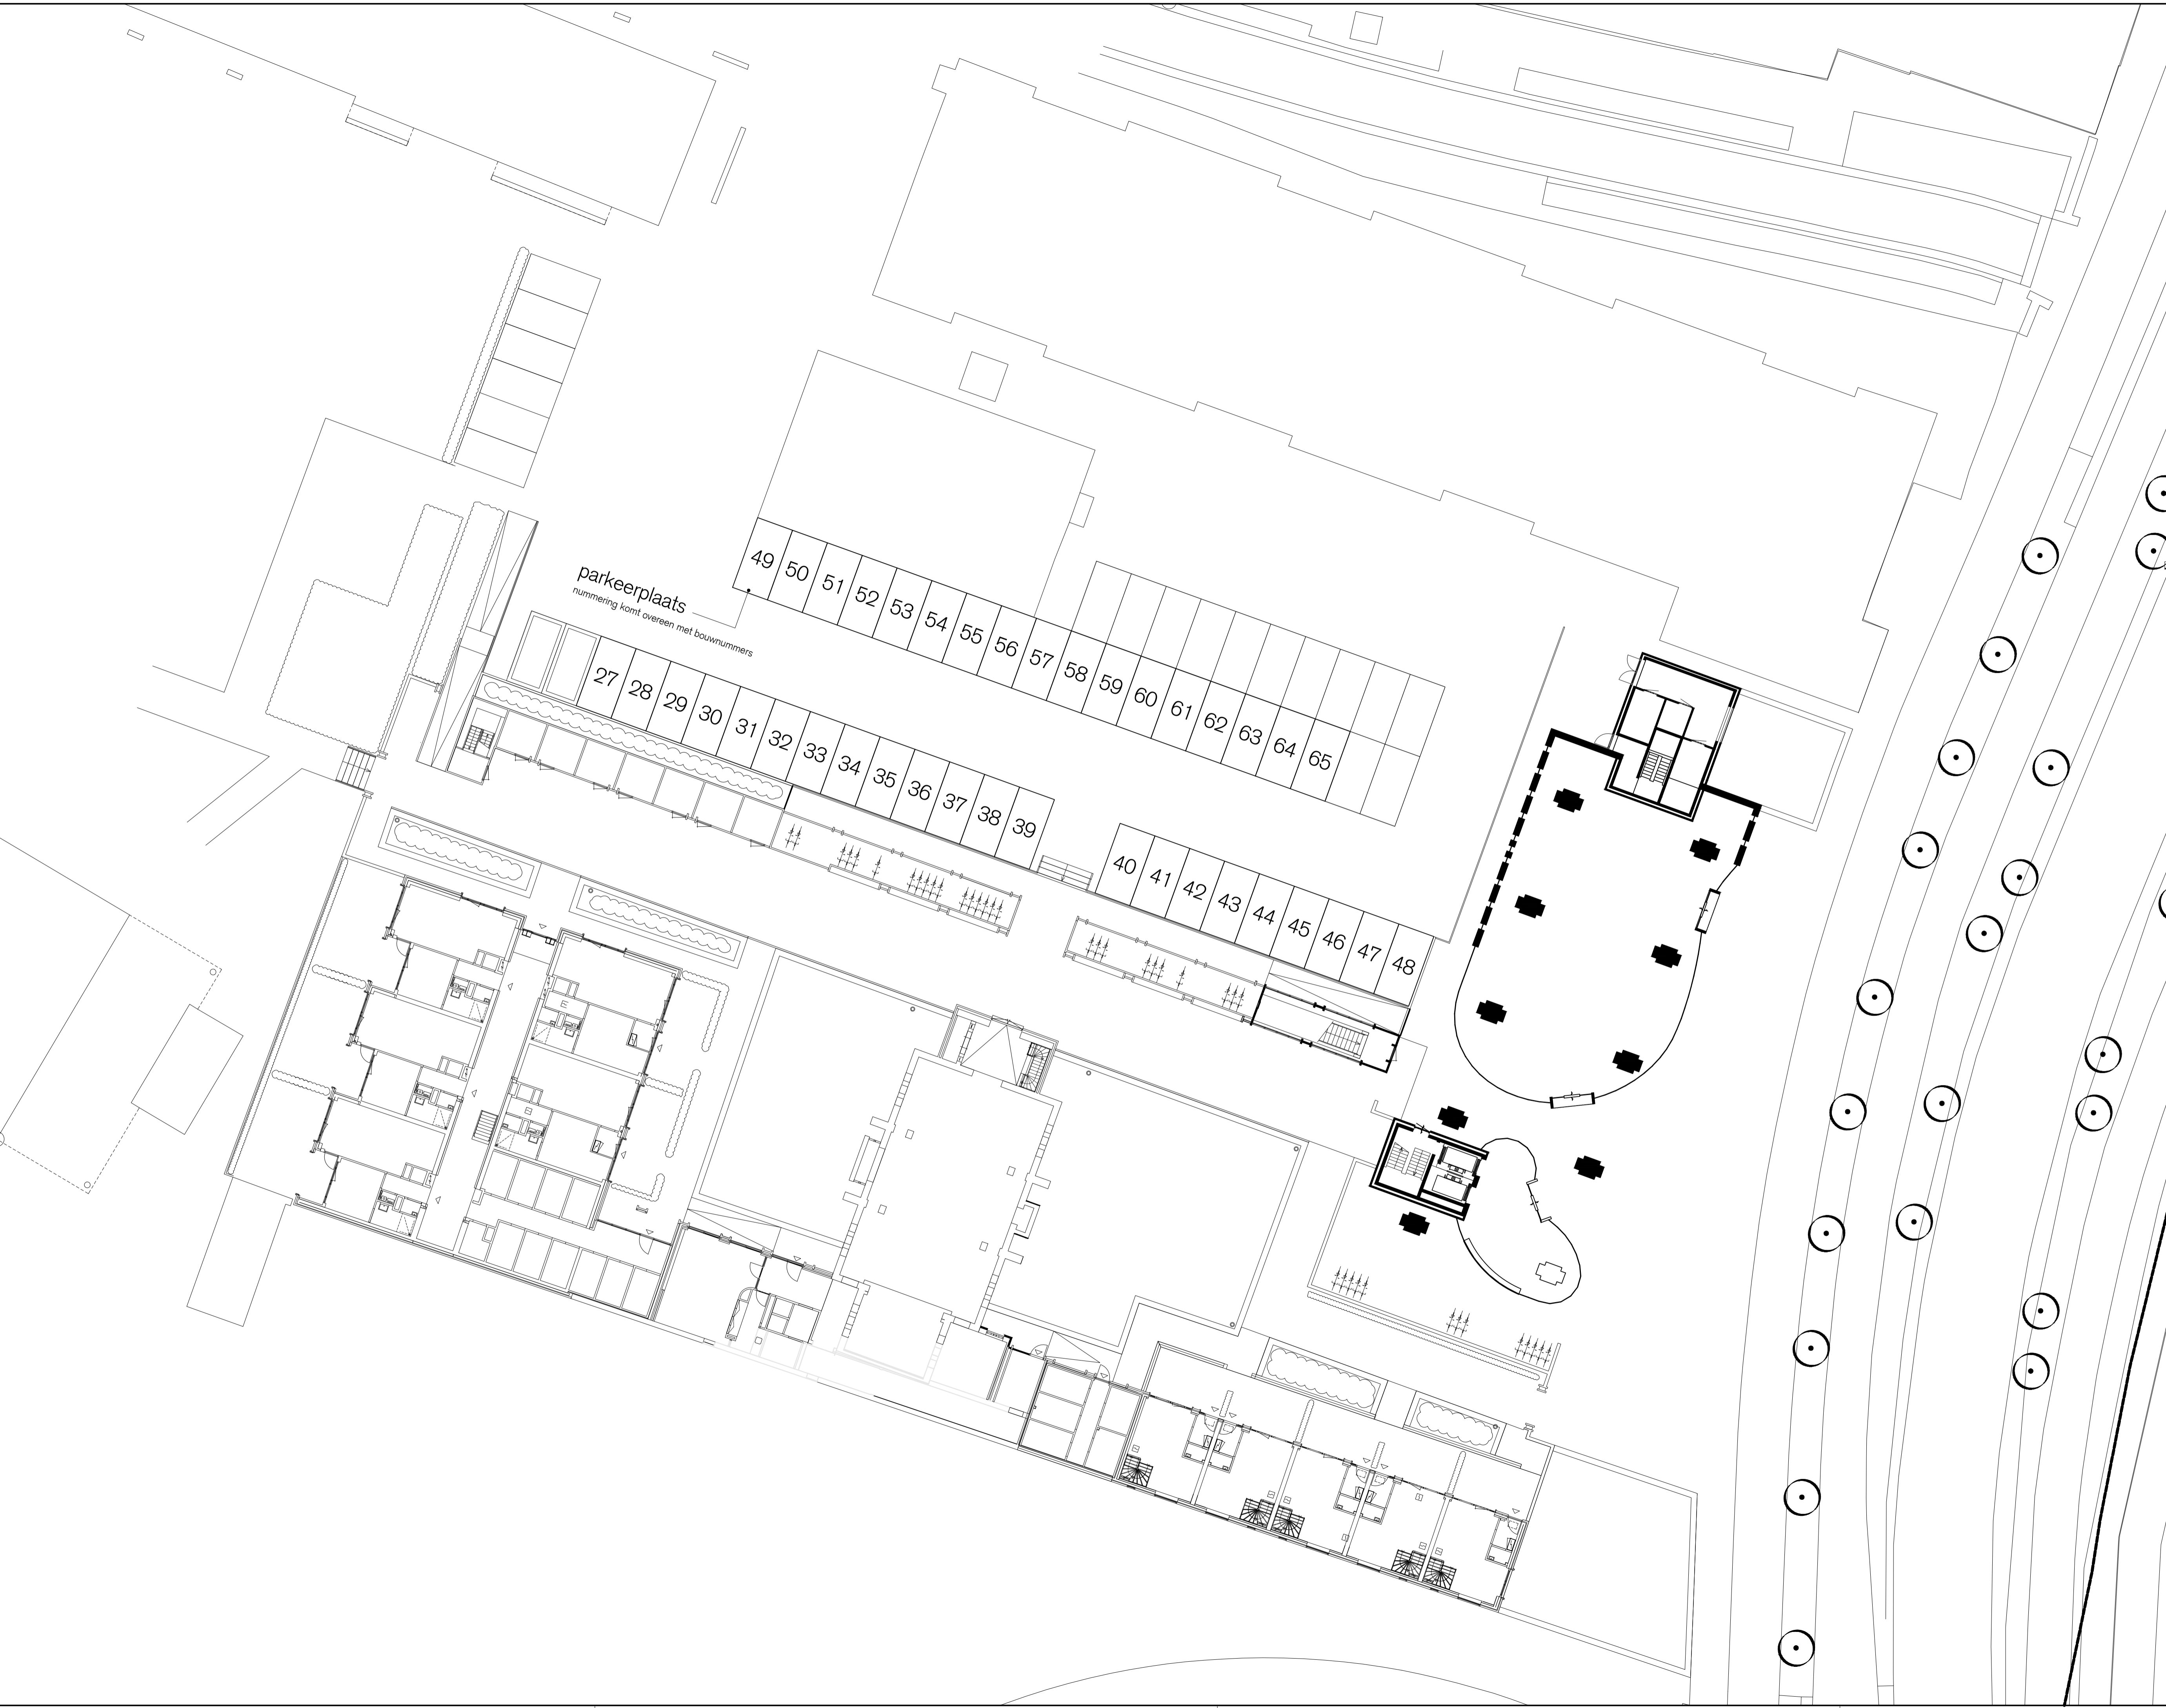 parkeerplaats
nummering komt overeen met bouwnummers
49 50 51 52 53 54 55 56 57 58 59 60 61 62 63 64 65
27 28 29 30 31 32 33 34 35 36 37 38 39
40 41 42 43 44 45 46 47 48